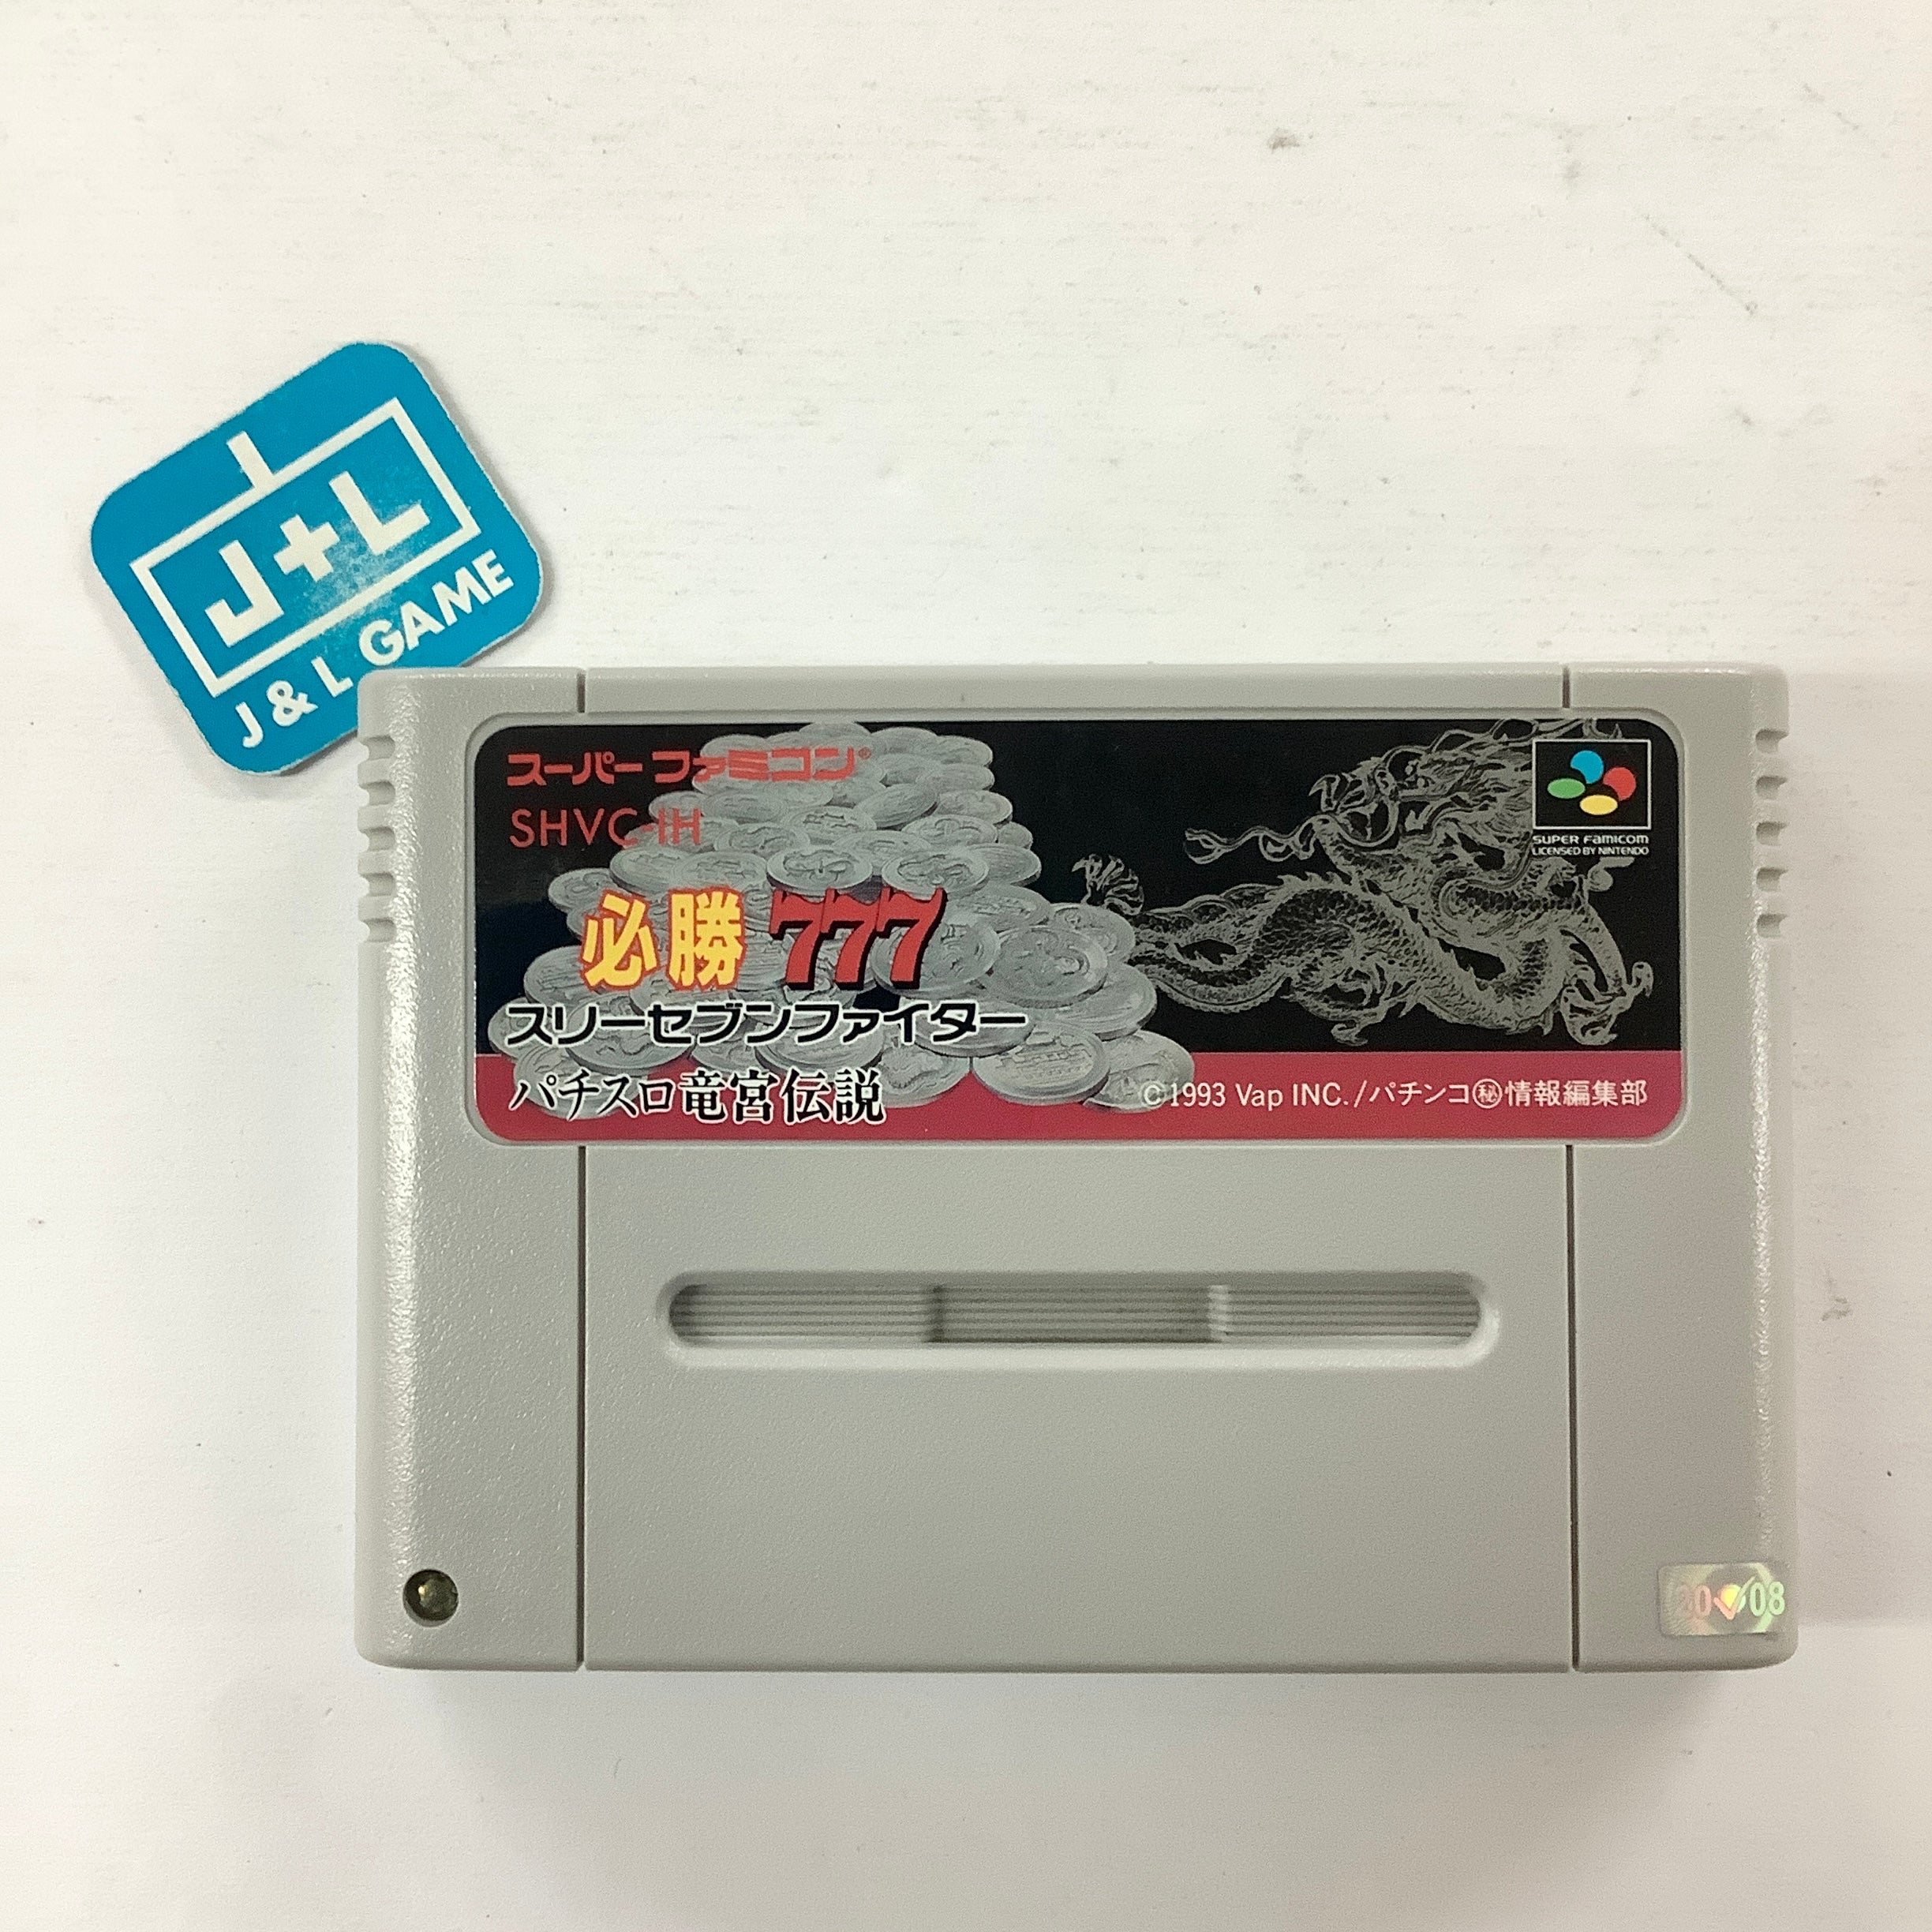 J+L
J & L GAME
スーパーファミコン®
SHVC-IH
SUPER FAMICOM
LICENSED BY NINTENDO
必勝 777
スリーセブンファイター
パチスロ竜宮伝説
©1993 Vap INC./パチンコ㊙情報編集部
20 08